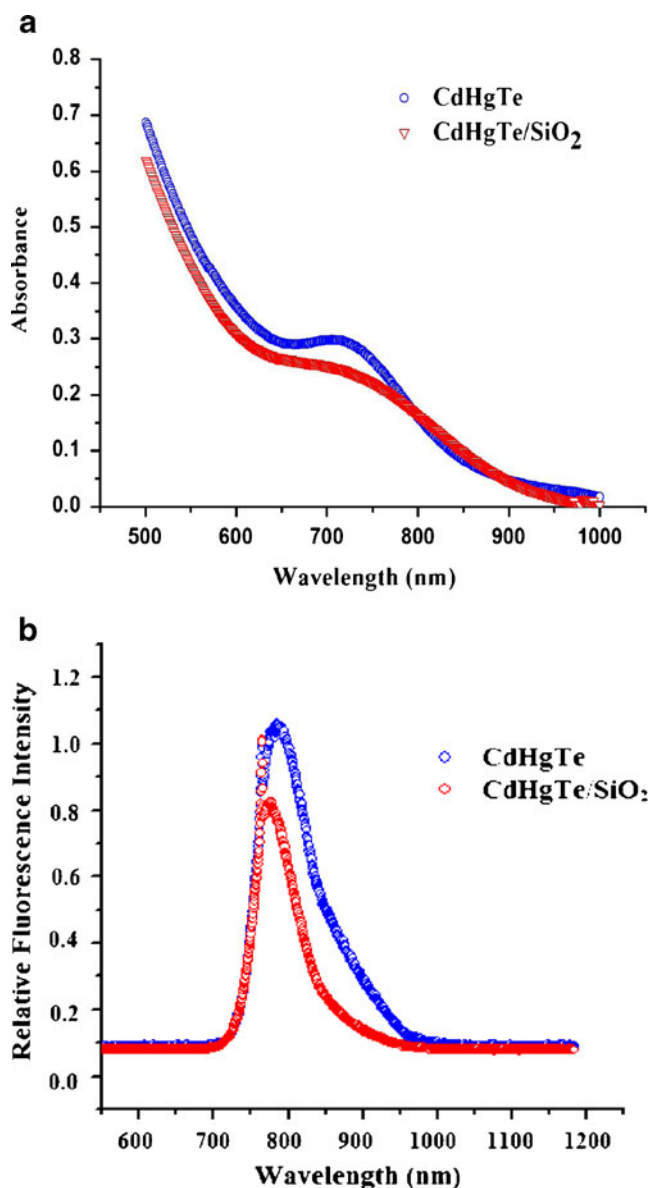 a
0.8
0.7
0.6
0.5
0.4
0.3
0.2
0.1
0.0
Absorbance
CdHgTe
CdHgTe/SiO₂
500 600 700 800 900 1000
Wavelength (nm)
b
1.2
1.0
0.8
0.6
0.4
0.2
0.0
Relative Fluorescence Intensity
CdHgTe
CdHgTe/SiO₂
600 700 800 900 1000 1100 1200
Wavelength (nm)